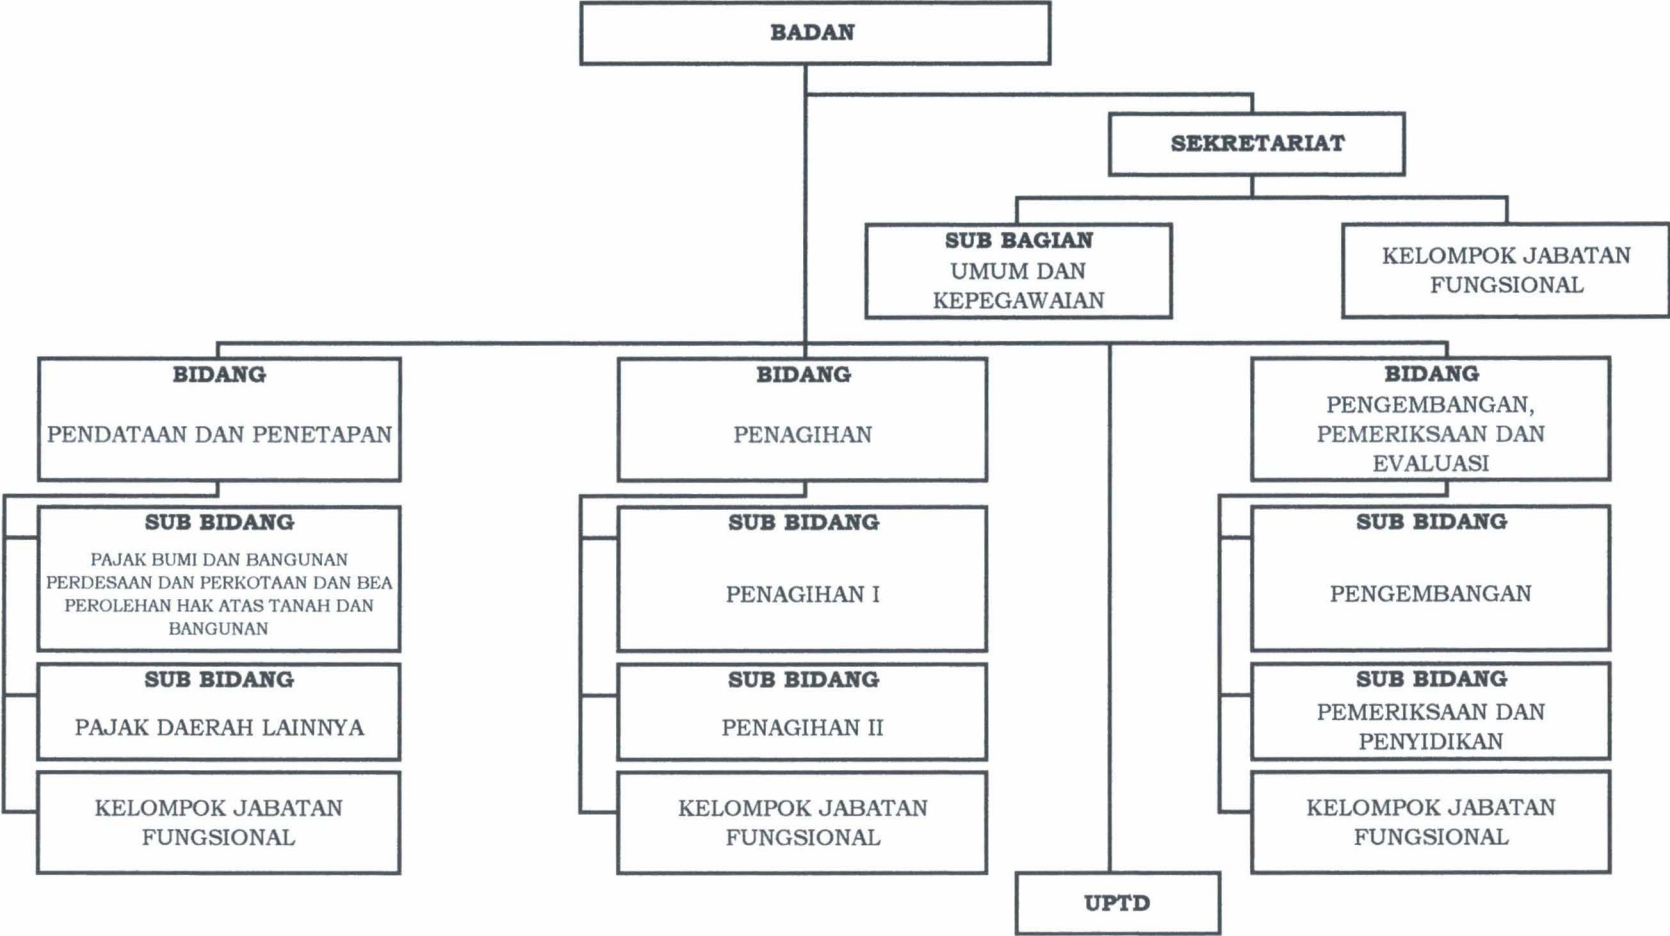 BADAN
SEKRETARIAT
SUB BAGIAN
UMUM DAN
KEPEGAWAIAN
KELOMPOK JABATAN
FUNGSIONAL
BIDANG
PENDATAAN DAN PENETAPAN
BIDANG
PENAGIHAN
BIDANG
PENGEMBANGAN,
PEMERIKSAAN DAN
EVALUASI
SUB BIDANG
PAJAK BUMI DAN BANGUNAN
PERDESAAN DAN PERKOTAAN DAN BEA
PEROLEHAN HAK ATAS TANAH DAN
BANGUNAN
SUB BIDANG
PAJAK DAERAH LAINNYA
KELOMPOK JABATAN
FUNGSIONAL
SUB BIDANG
PENAGIHAN I
SUB BIDANG
PENAGIHAN II
KELOMPOK JABATAN
FUNGSIONAL
SUB BIDANG
PENGEMBANGAN
SUB BIDANG
PEMERIKSAAN DAN
PENYIDIKAN
KELOMPOK JABATAN
FUNGSIONAL
UPTD